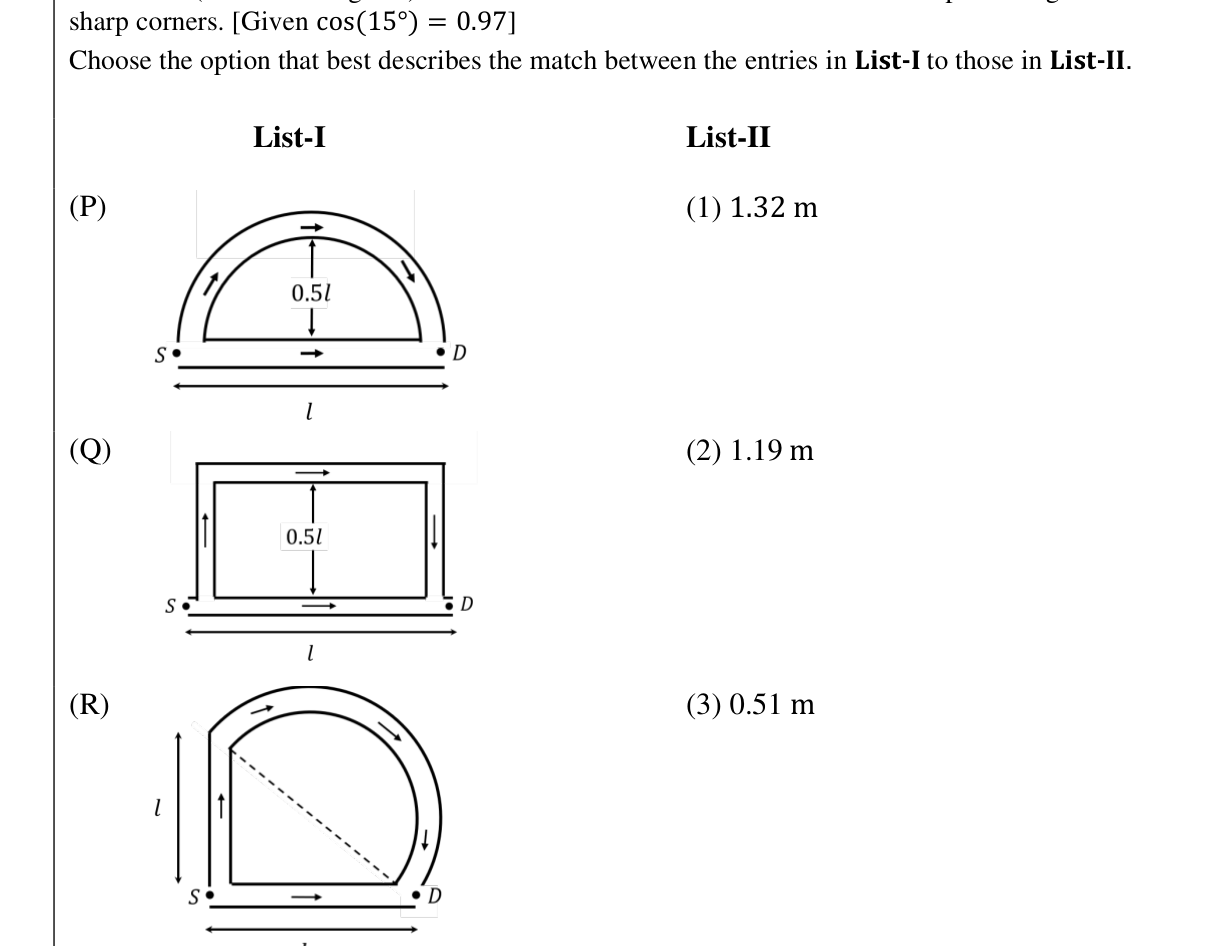 sharp corners. [Given cos(15°) = 0.97]
Choose the option that best describes the match between the entries in List-I to those in List-II.
List-I List-II
(P) (1) 1.32 m
0.5l
S D
l
(Q) (2) 1.19 m
0.5l
S D
l
(R) (3) 0.51 m
l
S D